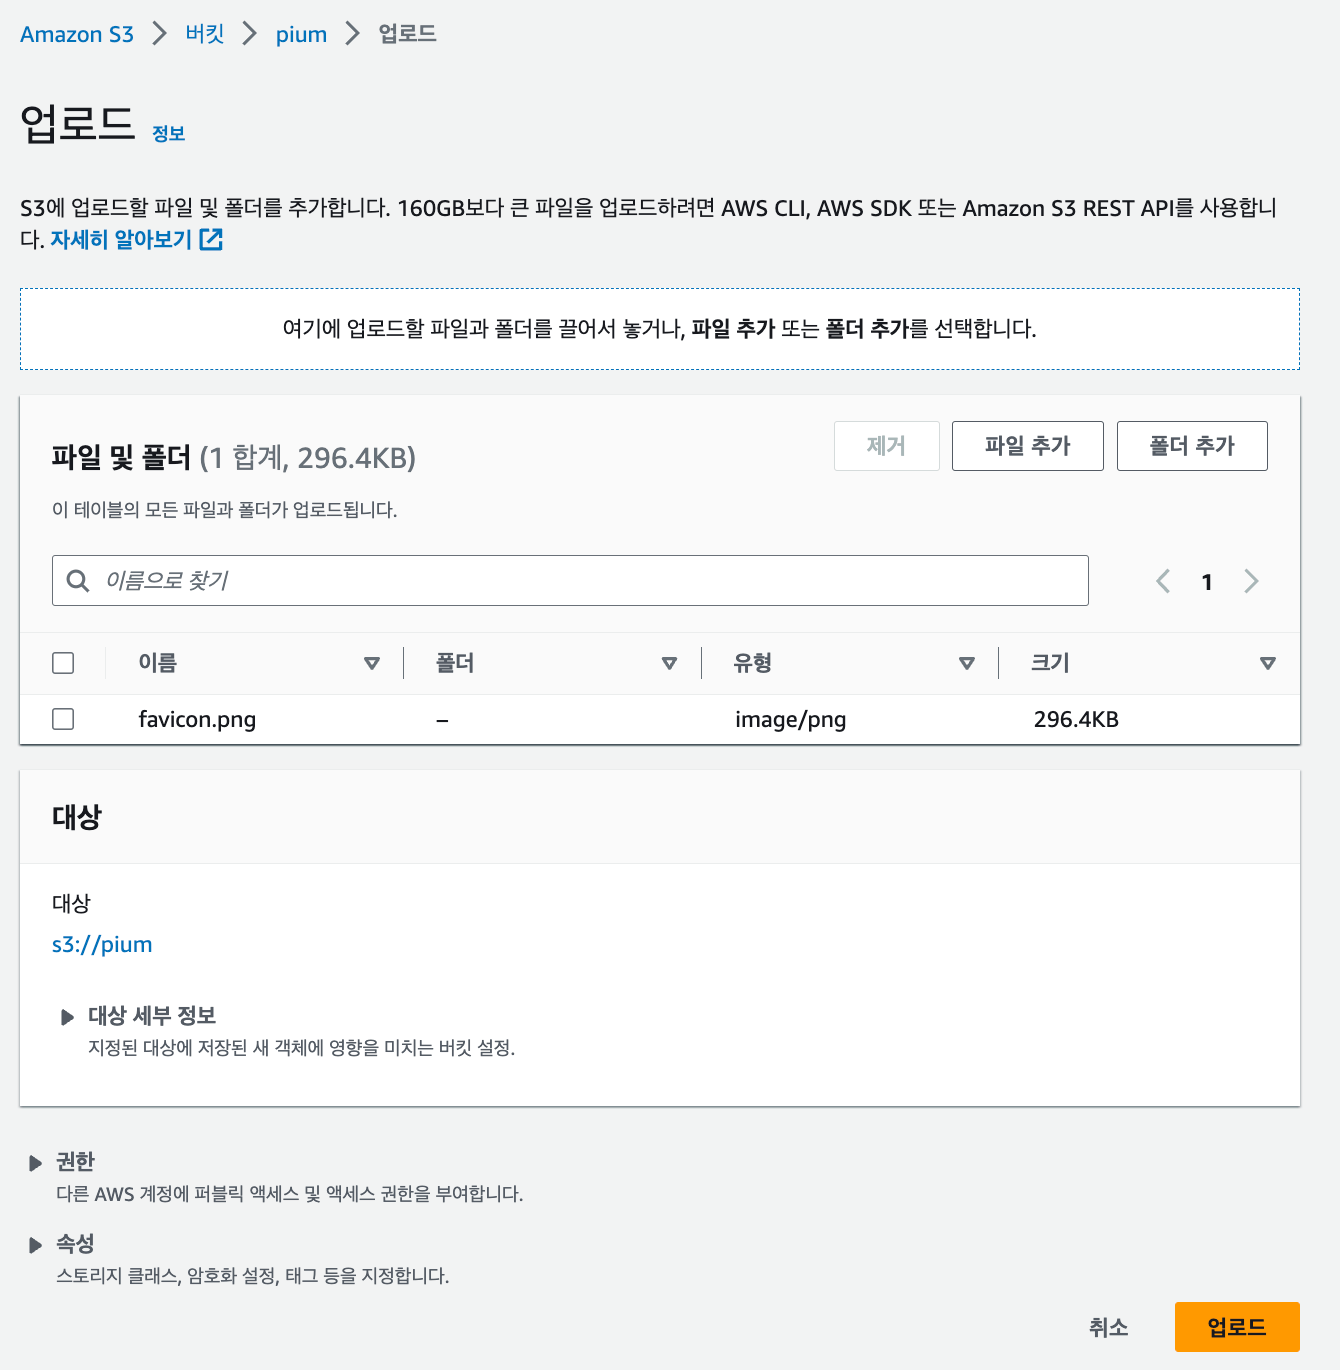 Amazon S3 > 버킷 > pium > 업로드
업로드 정보
S3에 업로드할 파일 및 폴더를 추가합니다. 160GB보다 큰 파일을 업로드하려면 AWS CLI, AWS SDK 또는 Amazon S3 REST API를 사용합니
다. 자세히 알아보기
여기에 업로드할 파일과 폴더를 끌어서 놓거나, 파일 추가 또는 폴더 추가를 선택합니다.
파일 및 폴더 (1 합계, 296.4KB) 제거 파일 추가 폴더 추가
이 테이블의 모든 파일과 폴더가 업로드됩니다.
이름으로 찾기 1
이름 폴더 유형 크기
favicon.png – image/png 296.4KB
대상
대상
s3://pium
대상 세부 정보
지정된 대상에 저장된 새 객체에 영향을 미치는 버킷 설정.
권한
다른 AWS 계정에 퍼블릭 액세스 및 액세스 권한을 부여합니다.
속성
스토리지 클래스, 암호화 설정, 태그 등을 지정합니다.
취소 업로드